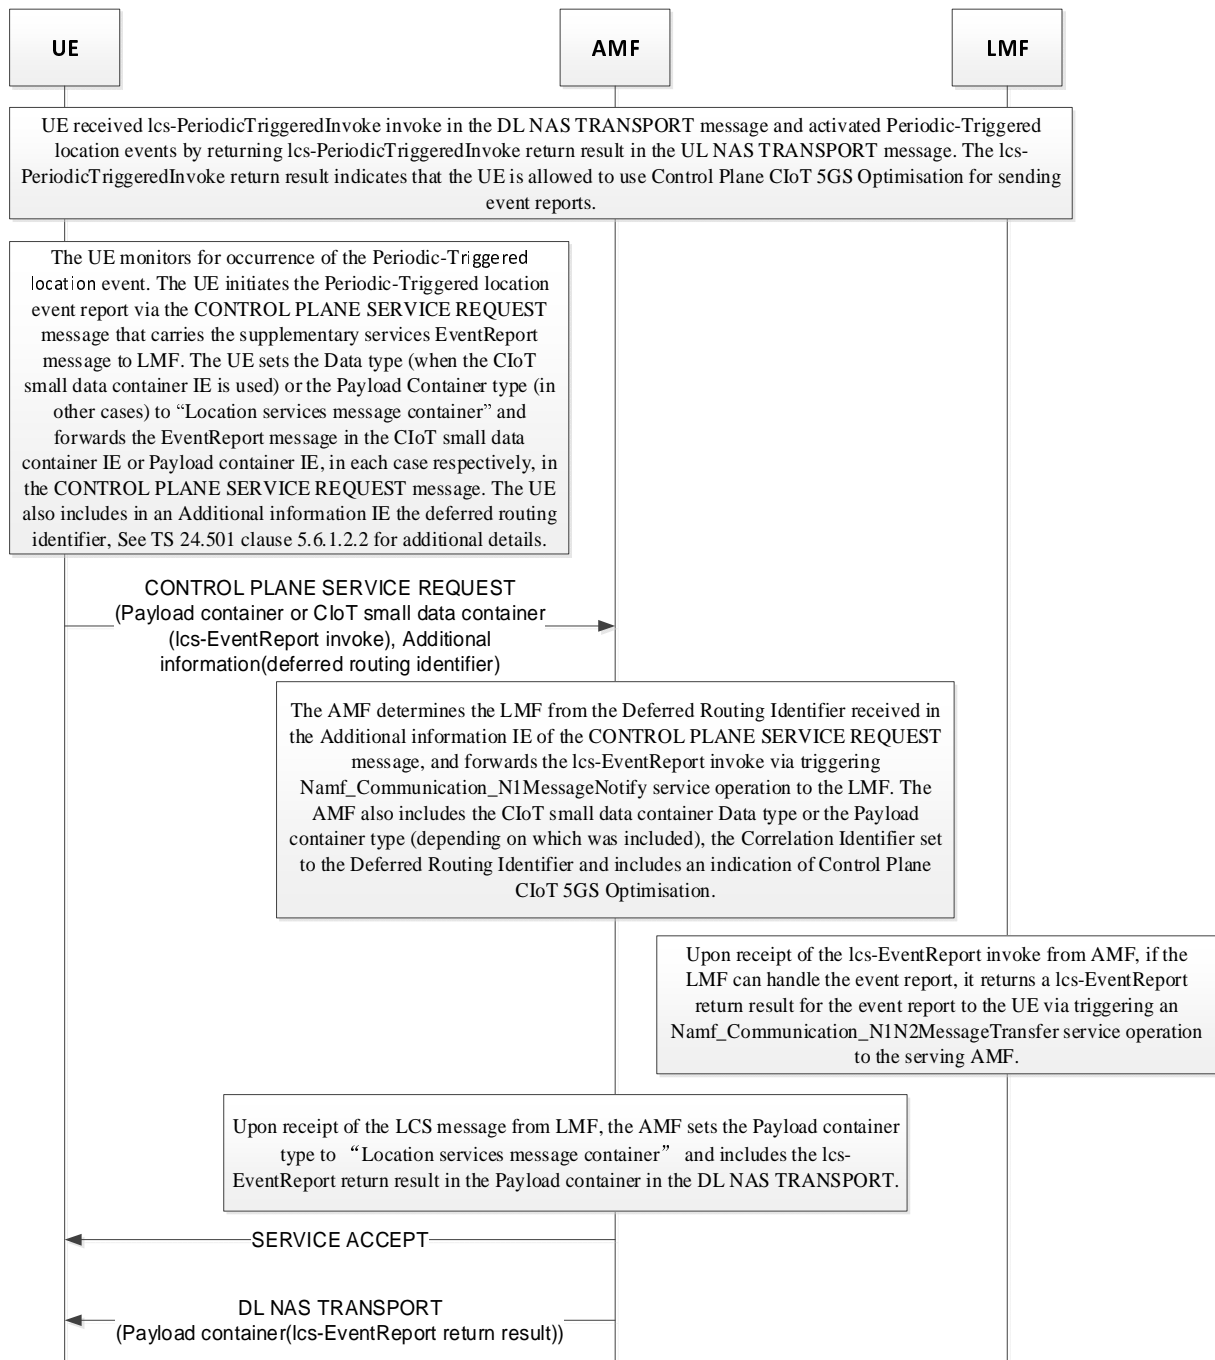 UE
AMF
LMF
UE received lcs-PeriodicTriggeredInvoke invoke in the DL NAS TRANSPORT message and activated Periodic-Triggered
location events by returning lcs-PeriodicTriggeredInvoke return result in the UL NAS TRANSPORT message. The lcs-
PeriodicTriggeredInvoke return result indicates that the UE is allowed to use Control Plane CIoT 5GS Optimisation for sending
event reports.
The UE monitors for occurrence of the Periodic-Triggered
location event. The UE initiates the Periodic-Triggered location
event report via the CONTROL PLANE SERVICE REQUEST
message that carries the supplementary services EventReport
message to LMF. The UE sets the Data type (when the CIoT
small data container IE is used) or the Payload Container type (in
other cases) to “Location services message container” and
forwards the EventReport message in the CIoT small data
container IE or Payload container IE, in each case respectively, in
the CONTROL PLANE SERVICE REQUEST message. The UE
also includes in an Additional information IE the deferred routing
identifier, See TS 24.501 clause 5.6.1.2.2 for additional details.
CONTROL PLANE SERVICE REQUEST
(Payload container or CIoT small data container
(lcs-EventReport invoke), Additional
information(deferred routing identifier)
The AMF determines the LMF from the Deferred Routing Identifier received in
the Additional information IE of the CONTROL PLANE SERVICE REQUEST
message, and forwards the lcs-EventReport invoke via triggering
Namf_Communication_N1MessageNotify service operation to the LMF. The
AMF also includes the CIoT small data container Data type or the Payload
container type (depending on which was included), the Correlation Identifier set
to the Deferred Routing Identifier and includes an indication of Control Plane
CIoT 5GS Optimisation.
Upon receipt of the lcs-EventReport invoke from AMF, if the
LMF can handle the event report, it returns a lcs-EventReport
return result for the event report to the UE via triggering an
Namf_Communication_N1N2MessageTransfer service operation
to the serving AMF.
Upon receipt of the LCS message from LMF, the AMF sets the Payload container
type to “Location services message container” and includes the lcs-
EventReport return result in the Payload container in the DL NAS TRANSPORT.
SERVICE ACCEPT
DL NAS TRANSPORT
(Payload container(lcs-EventReport return result))